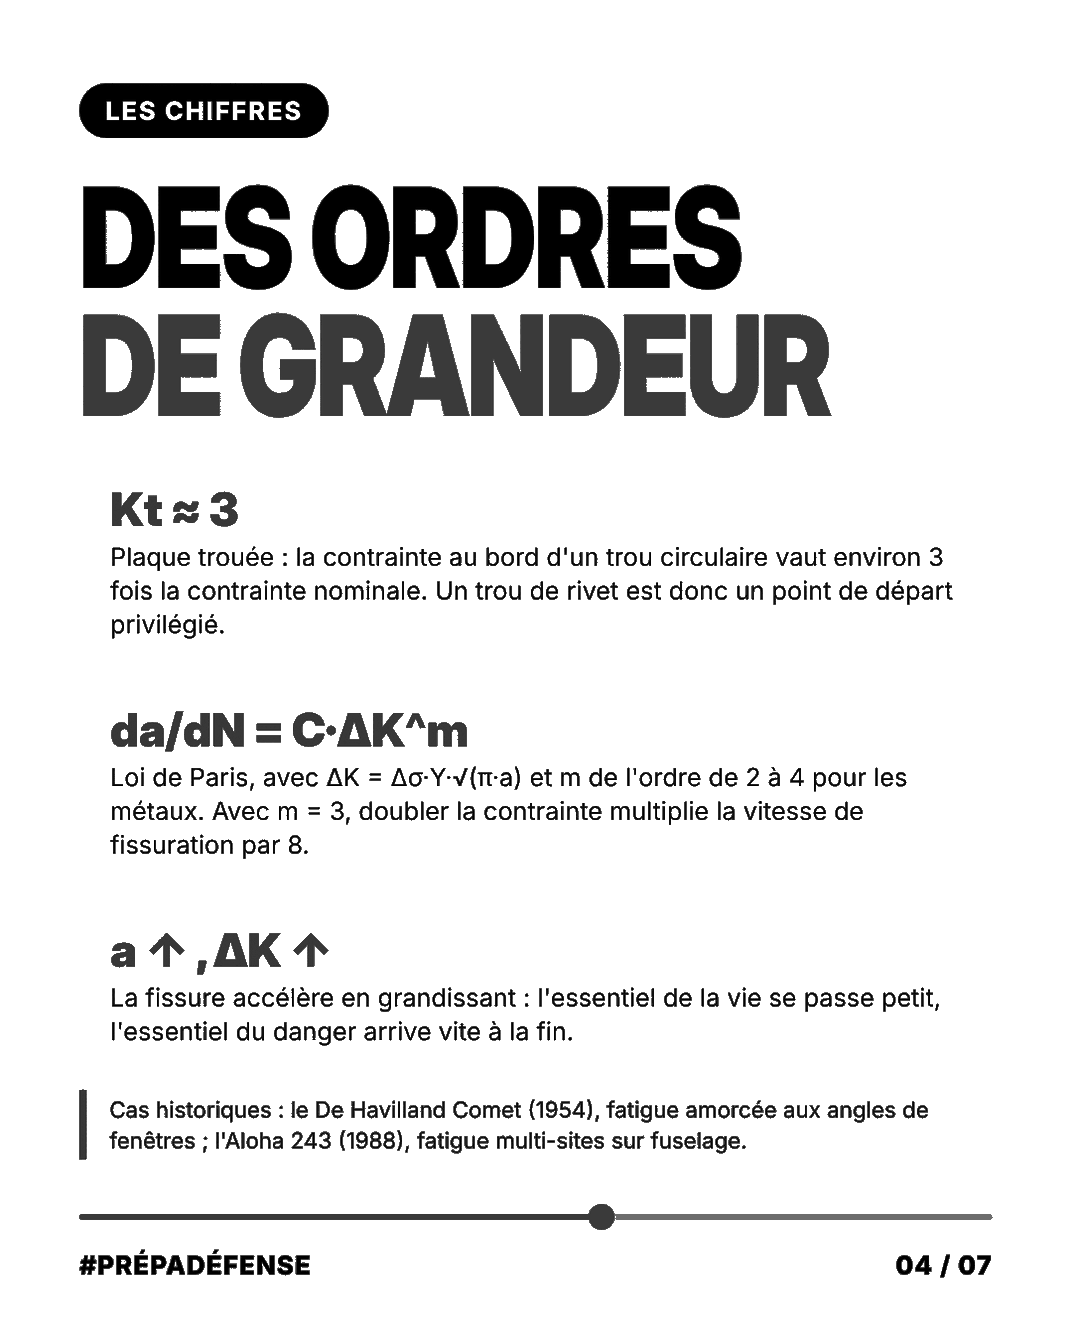 LES CHIFFRES
DES ORDRES
DE GRANDEUR
Kt ≈ 3
Plaque trouée : la contrainte au bord d'un trou circulaire vaut environ 3
fois la contrainte nominale. Un trou de rivet est donc un point de départ
privilégié.
da/dN = C·ΔK^m
Loi de Paris, avec ΔK = Δσ·Y·√(π·a) et m de l'ordre de 2 à 4 pour les
métaux. Avec m = 3, doubler la contrainte multiplie la vitesse de
fissuration par 8.
a ↑ , ΔK ↑
La fissure accélère en grandissant : l'essentiel de la vie se passe petit,
l'essentiel du danger arrive vite à la fin.
Cas historiques : le De Havilland Comet (1954), fatigue amorcée aux angles de
fenêtres ; l'Aloha 243 (1988), fatigue multi-sites sur fuselage.
#PRÉPADÉFENSE
04 / 07